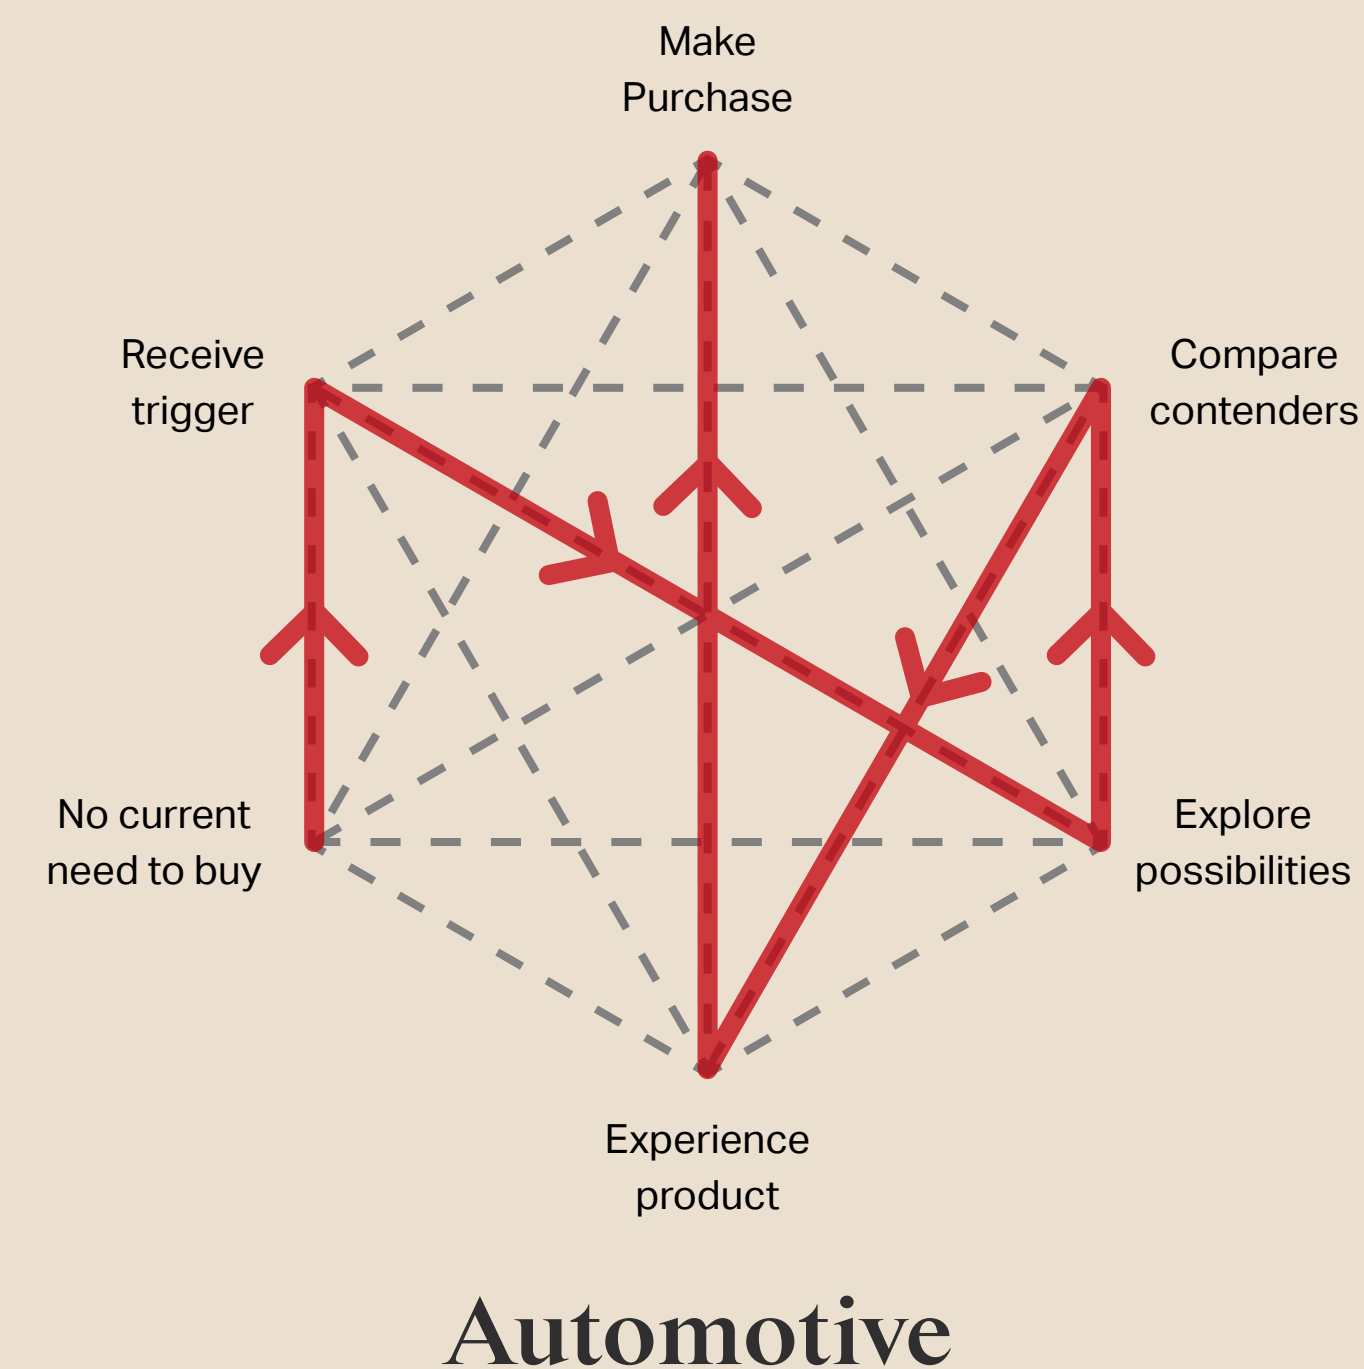 Make
Purchase
Receive
trigger
Compare
contenders
No current
need to buy
Explore
possibilities
Experience
product
Automotive